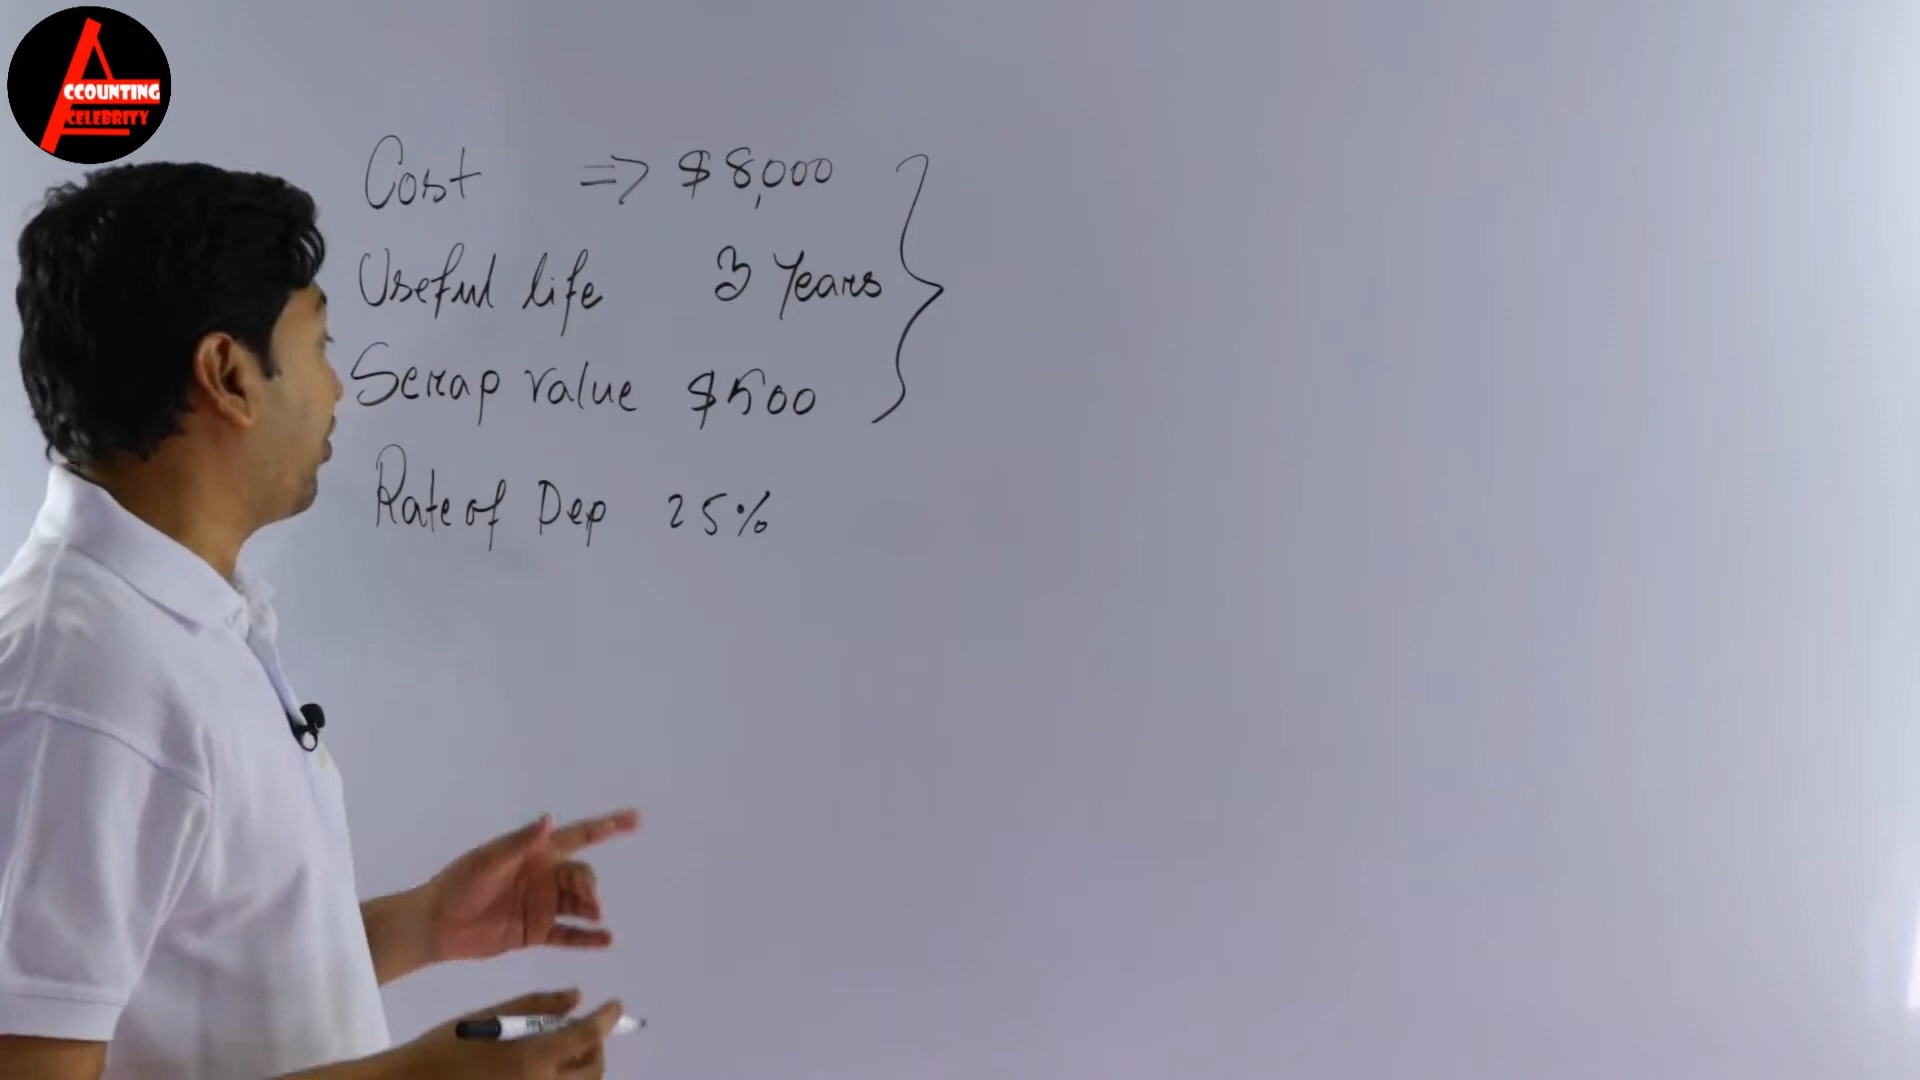 ACCOUNTING
CELEBRITY
Cost => $8,000
Useful life 3 Years
Scrap value $500
Rate of Dep 25%